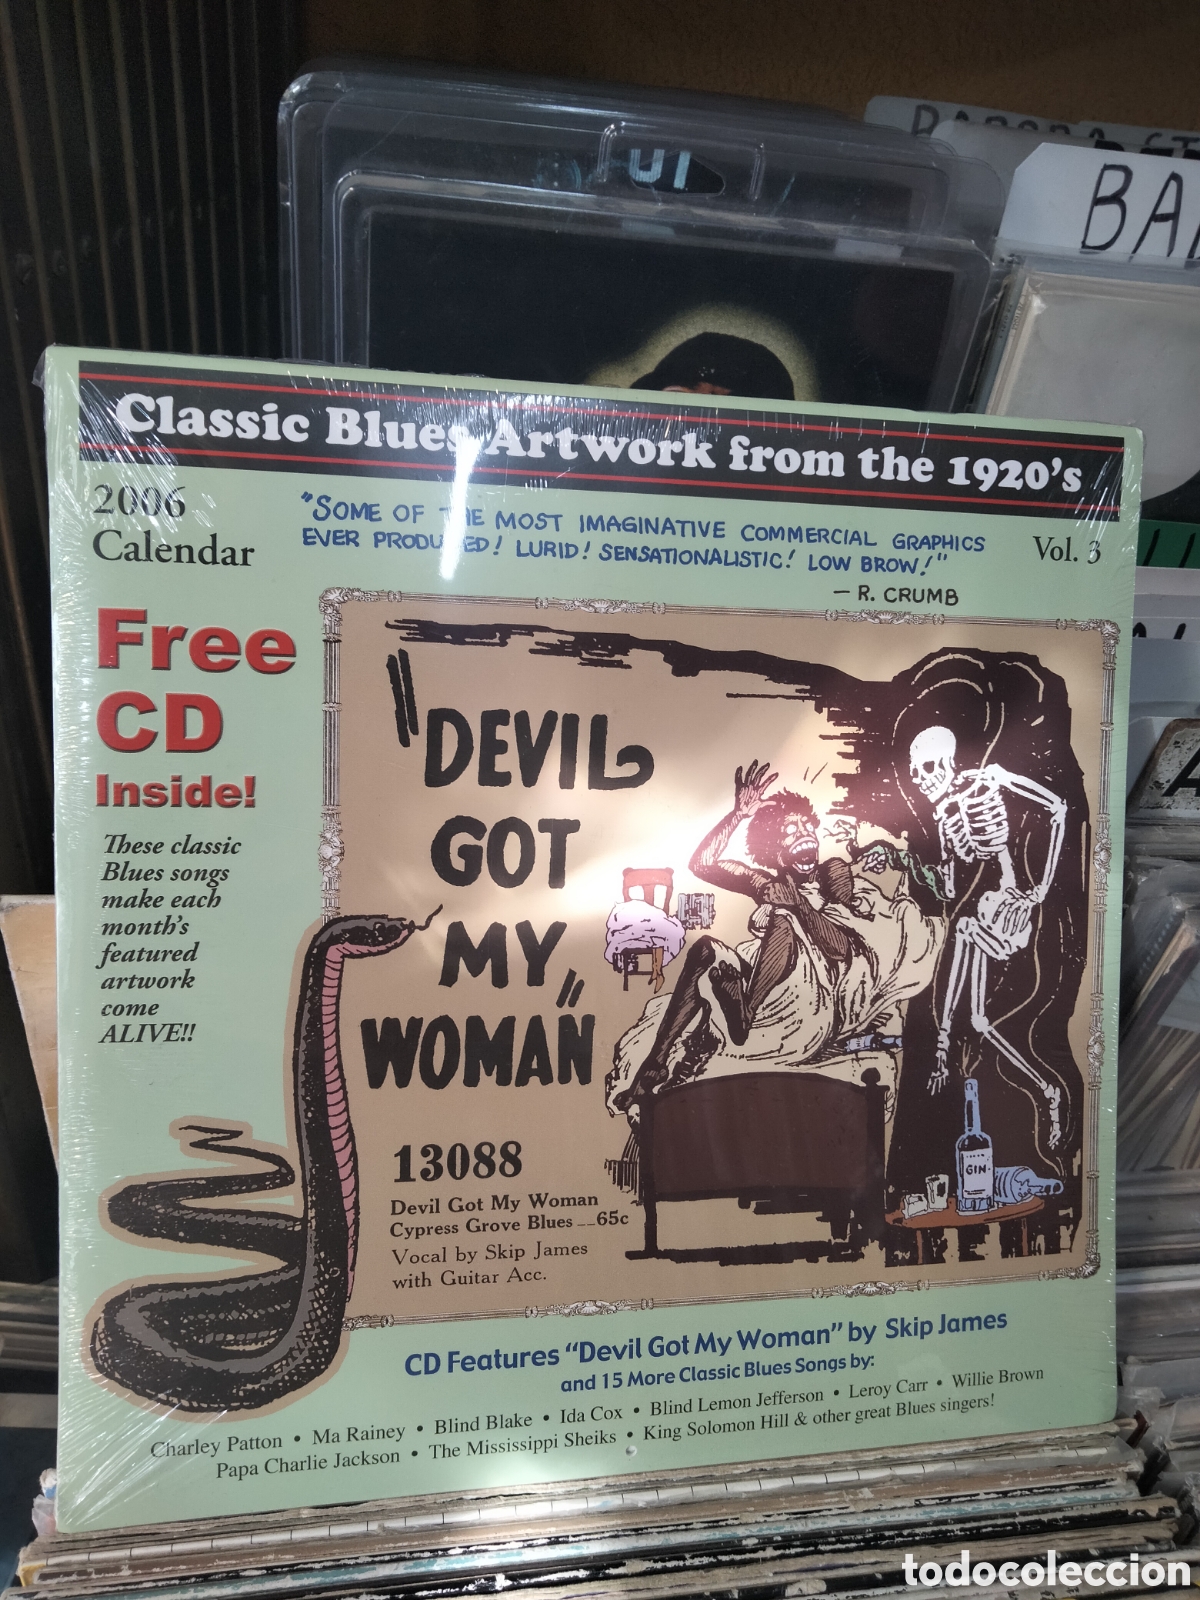 BA
Classic Blues Artwork from the 1920's
2006
Calendar
"SOME OF THE MOST IMAGINATIVE COMMERCIAL GRAPHICS
EVER PRODUCED! LURID! SENSATIONALISTIC! LOW BROW!"
— R. CRUMB
Vol. 3
Free
CD
Inside!
These classic
Blues songs
make each
month's
featured
artwork
come
ALIVE!!
"DEVIL
GOT
MY
WOMAN"
13088
Devil Got My Woman
Cypress Grove Blues __65c
Vocal by Skip James
with Guitar Acc.
GIN
CD Features "Devil Got My Woman" by Skip James
and 15 More Classic Blues Songs by:
Charley Patton • Ma Rainey • Blind Blake • Ida Cox • Blind Lemon Jefferson • Leroy Carr • Willie Brown
Papa Charlie Jackson • The Mississippi Sheiks • King Solomon Hill & other great Blues singers!
todocoleccion